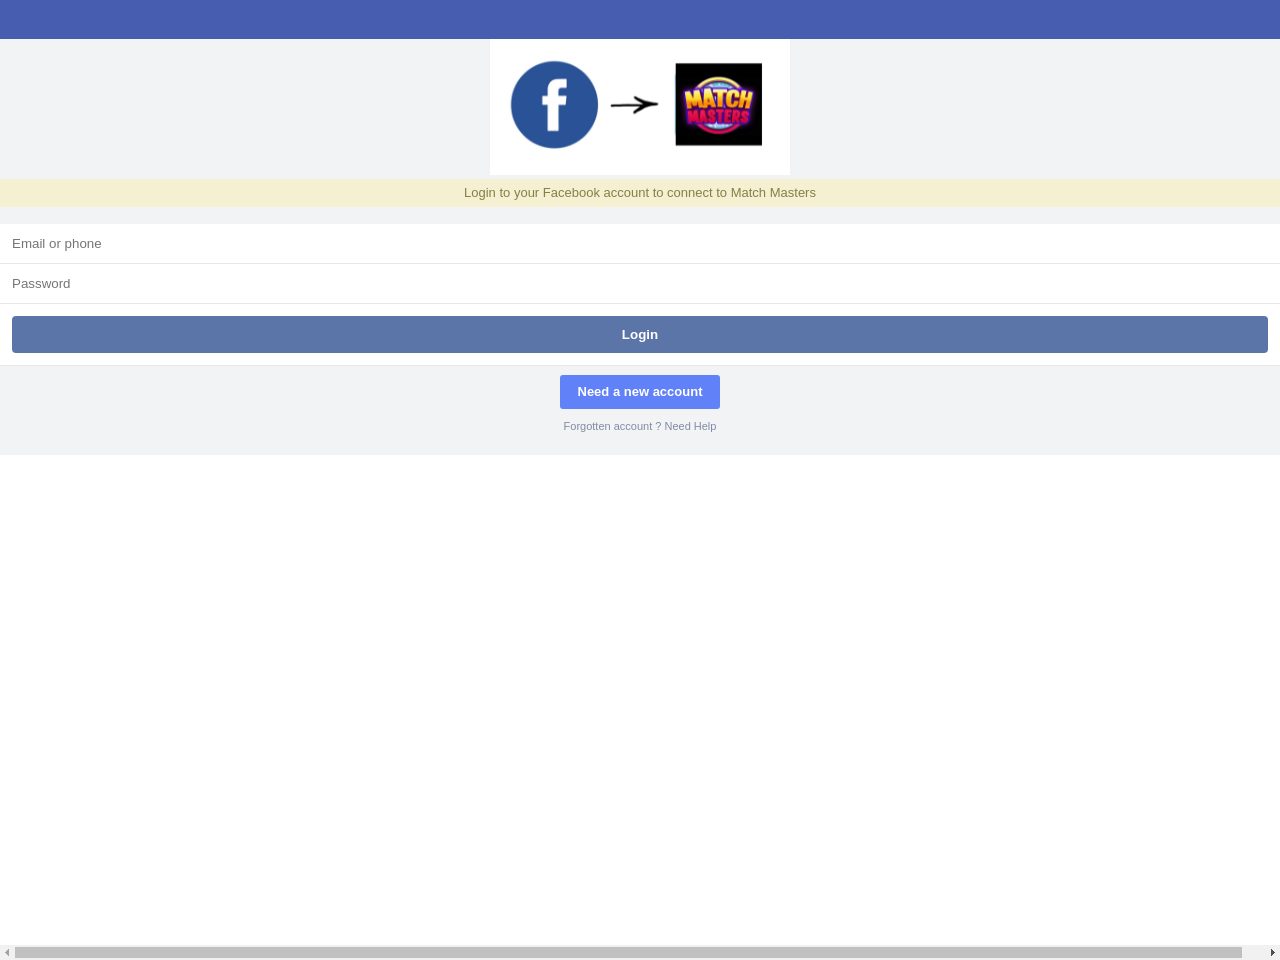 f
MATCH
MASTERS
Login to your Facebook account to connect to Match Masters
Email or phone
Password
Login
Need a new account
Forgotten account ? Need Help